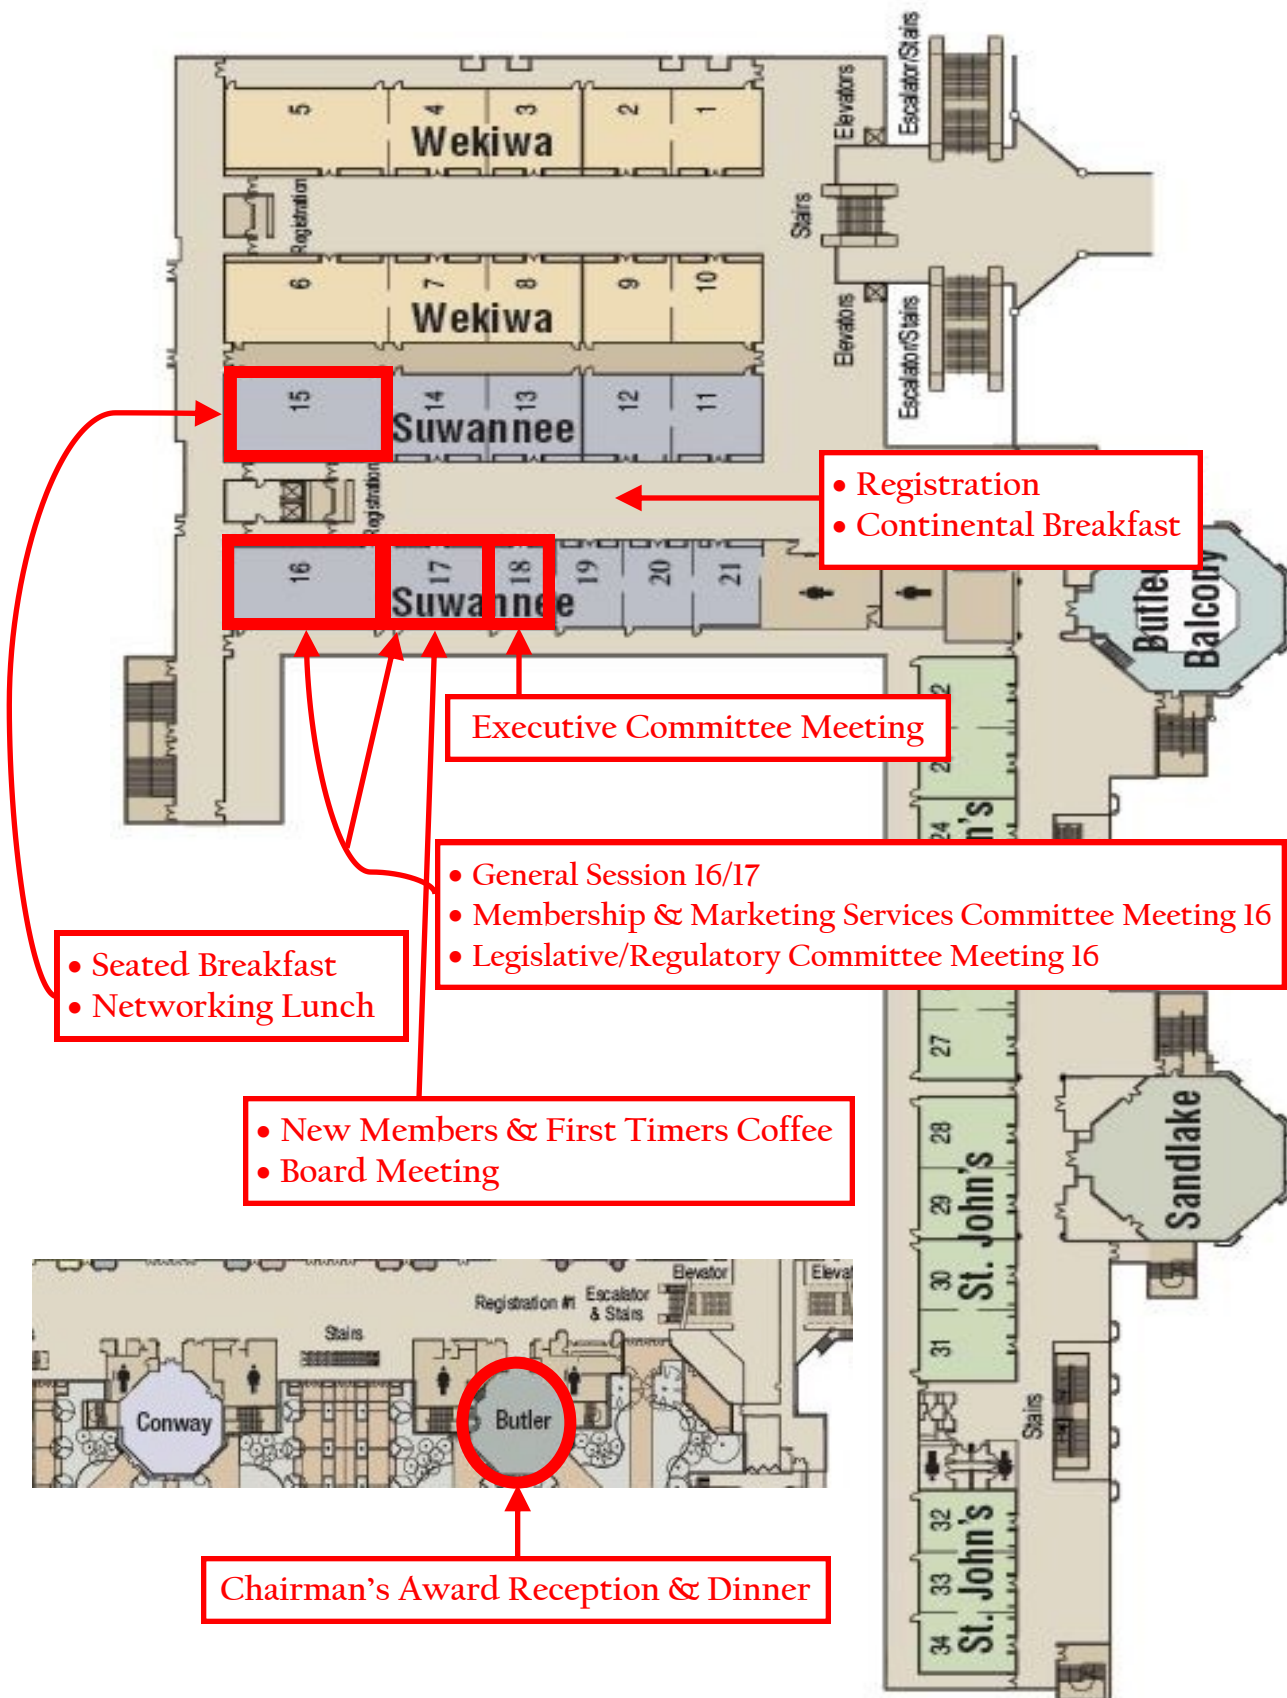 5
4
3
2
1
Wekiwa
Elevators
Escalator/Stairs
Registration
Stairs
6
7
8
9
10
Wekiwa
Elevators
Escalator/Stairs
15
14
13
12
11
Suwannee
Registration
• Registration
• Continental Breakfast
16
17
18
19
20
21
Suwannee
Butler
Balcony
Executive Committee Meeting
24
• General Session 16/17
• Membership & Marketing Services Committee Meeting 16
• Legislative/Regulatory Committee Meeting 16
• Seated Breakfast
• Networking Lunch
27
• New Members & First Timers Coffee
• Board Meeting
28
29
St. John's
30
31
Sandlake
Elevator
Registration #1
Escalator
& Stairs
Stairs
Conway
Butler
Stairs
32
33
34
St. John's
Chairman's Award Reception & Dinner